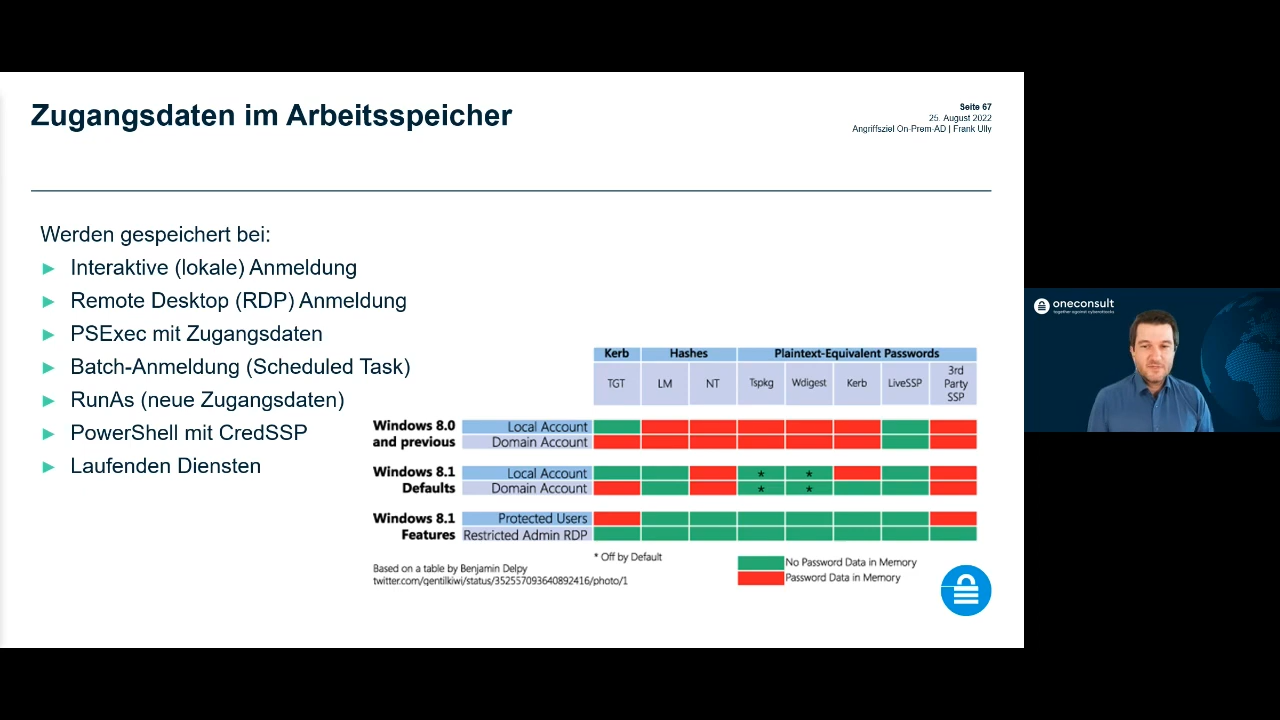 Zugangsdaten im Arbeitsspeicher
Seite 67
25. August 2022
Angriffsziel On-Prem-AD | Frank Ully
Werden gespeichert bei:
► Interaktive (lokale) Anmeldung
► Remote Desktop (RDP) Anmeldung
► PSExec mit Zugangsdaten
► Batch-Anmeldung (Scheduled Task)
► RunAs (neue Zugangsdaten)
► PowerShell mit CredSSP
► Laufenden Diensten
Kerb Hashes Plaintext-Equivalent Passwords
TGT LM NT Tspkg Wdigest Kerb LiveSSP 3rd
Party
SSP
Windows 8.0 Local Account
and previous Domain Account
Windows 8.1 Local Account * *
Defaults Domain Account * *
Windows 8.1 Protected Users
Features Restricted Admin RDP
* Off by Default
No Password Data in Memory
Password Data in Memory
Based on a table by Benjamin Delpy
twitter.com/gentilkiwi/status/352557093640892416/photo/1
oneconsult
together against cyberattacks